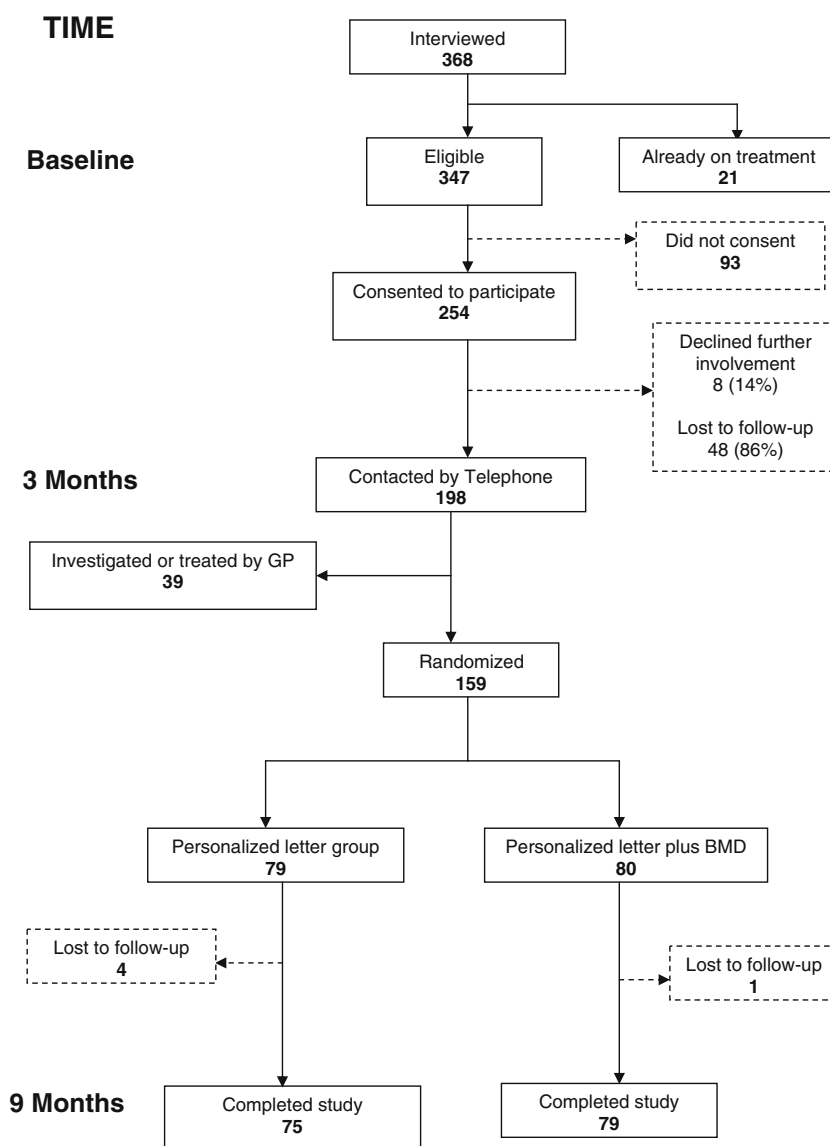 TIME
Interviewed
368
Baseline
Eligible
347
Already on treatment
21
Did not consent
93
Consented to participate
254
Declined further
involvement
8 (14%)
Lost to follow-up
48 (86%)
3 Months
Contacted by Telephone
198
Investigated or treated by GP
39
Randomized
159
Personalized letter group
79
Personalized letter plus BMD
80
Lost to follow-up
4
Lost to follow-up
1
9 Months
Completed study
75
Completed study
79